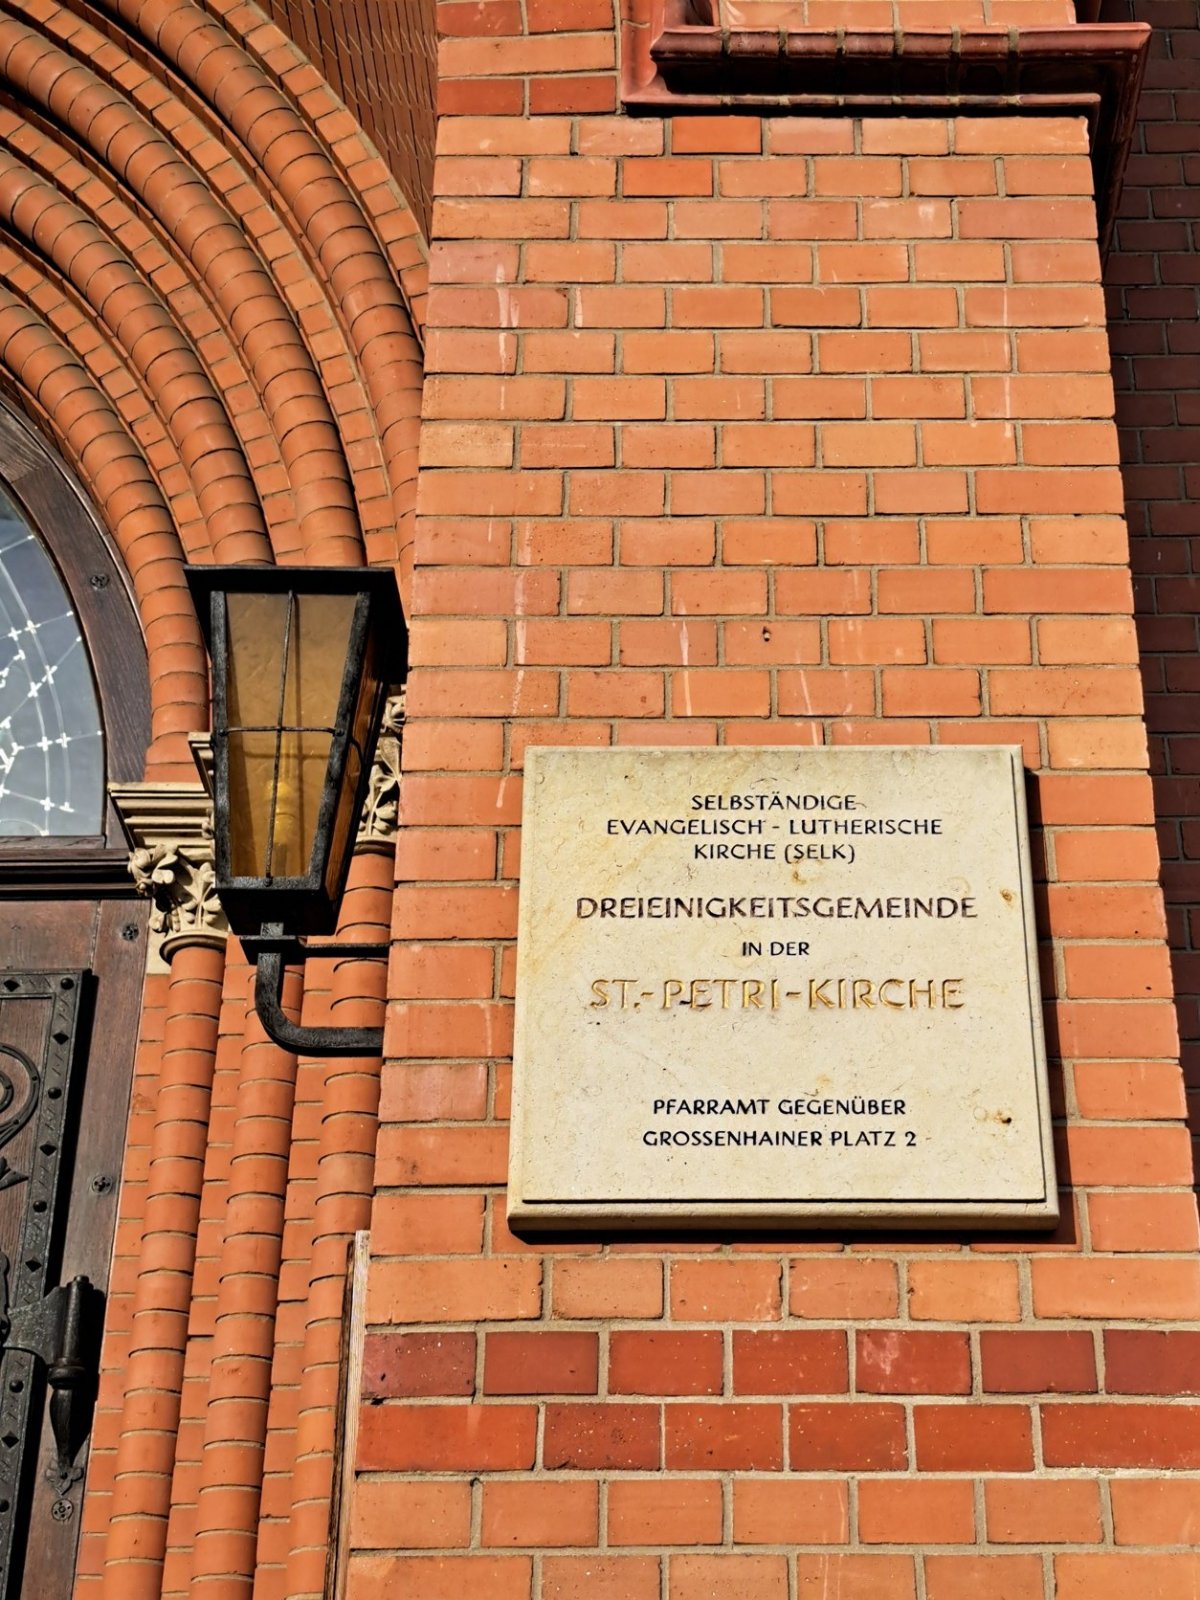 SELBSTÄNDIGE
EVANGELISCH - LUTHERISCHE
KIRCHE (SELK)
DREIEINIGKEITSGEMEINDE
IN DER
ST.-PETRI-KIRCHE
PFARRAMT GEGENÜBER
GROSSENHAINER PLATZ 2